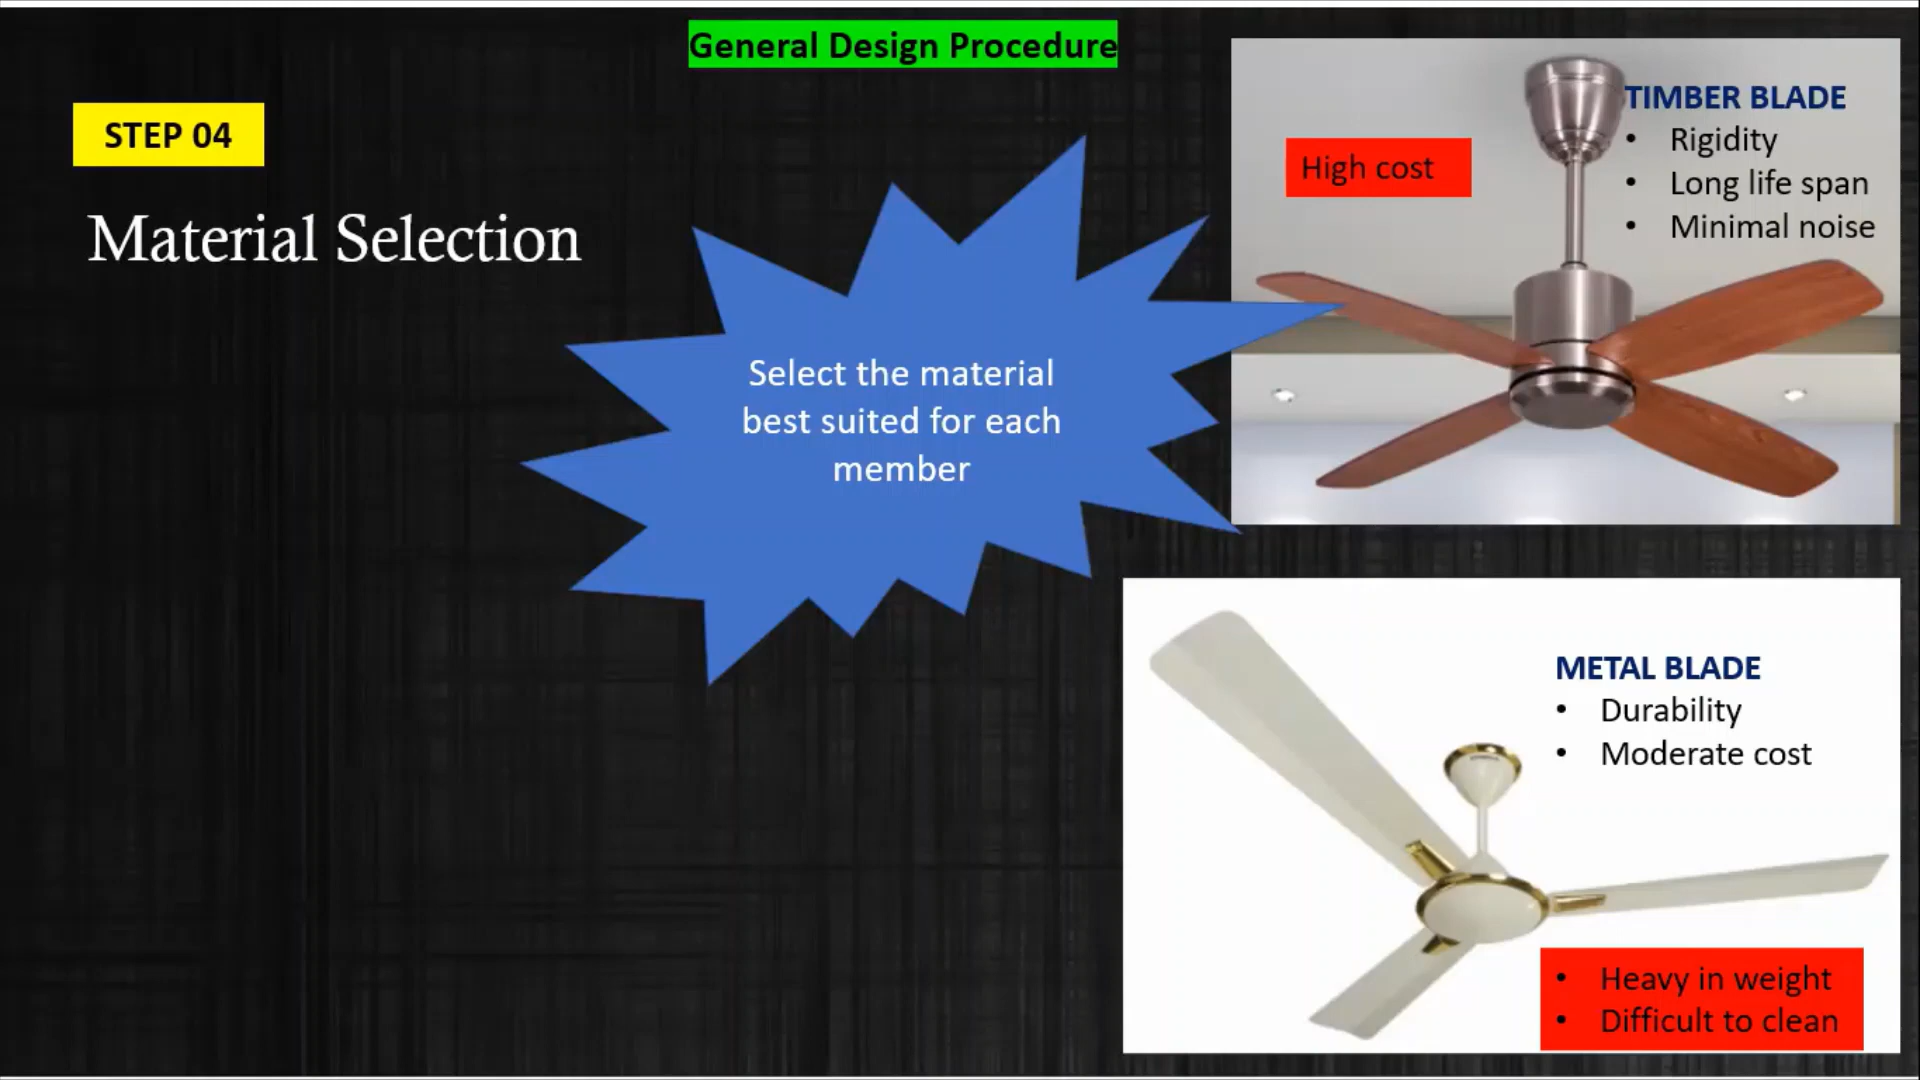 General Design Procedure
STEP 04
Material Selection
Select the material
best suited for each
member
High cost
TIMBER BLADE
• Rigidity
• Long life span
• Minimal noise
METAL BLADE
• Durability
• Moderate cost
• Heavy in weight
• Difficult to clean